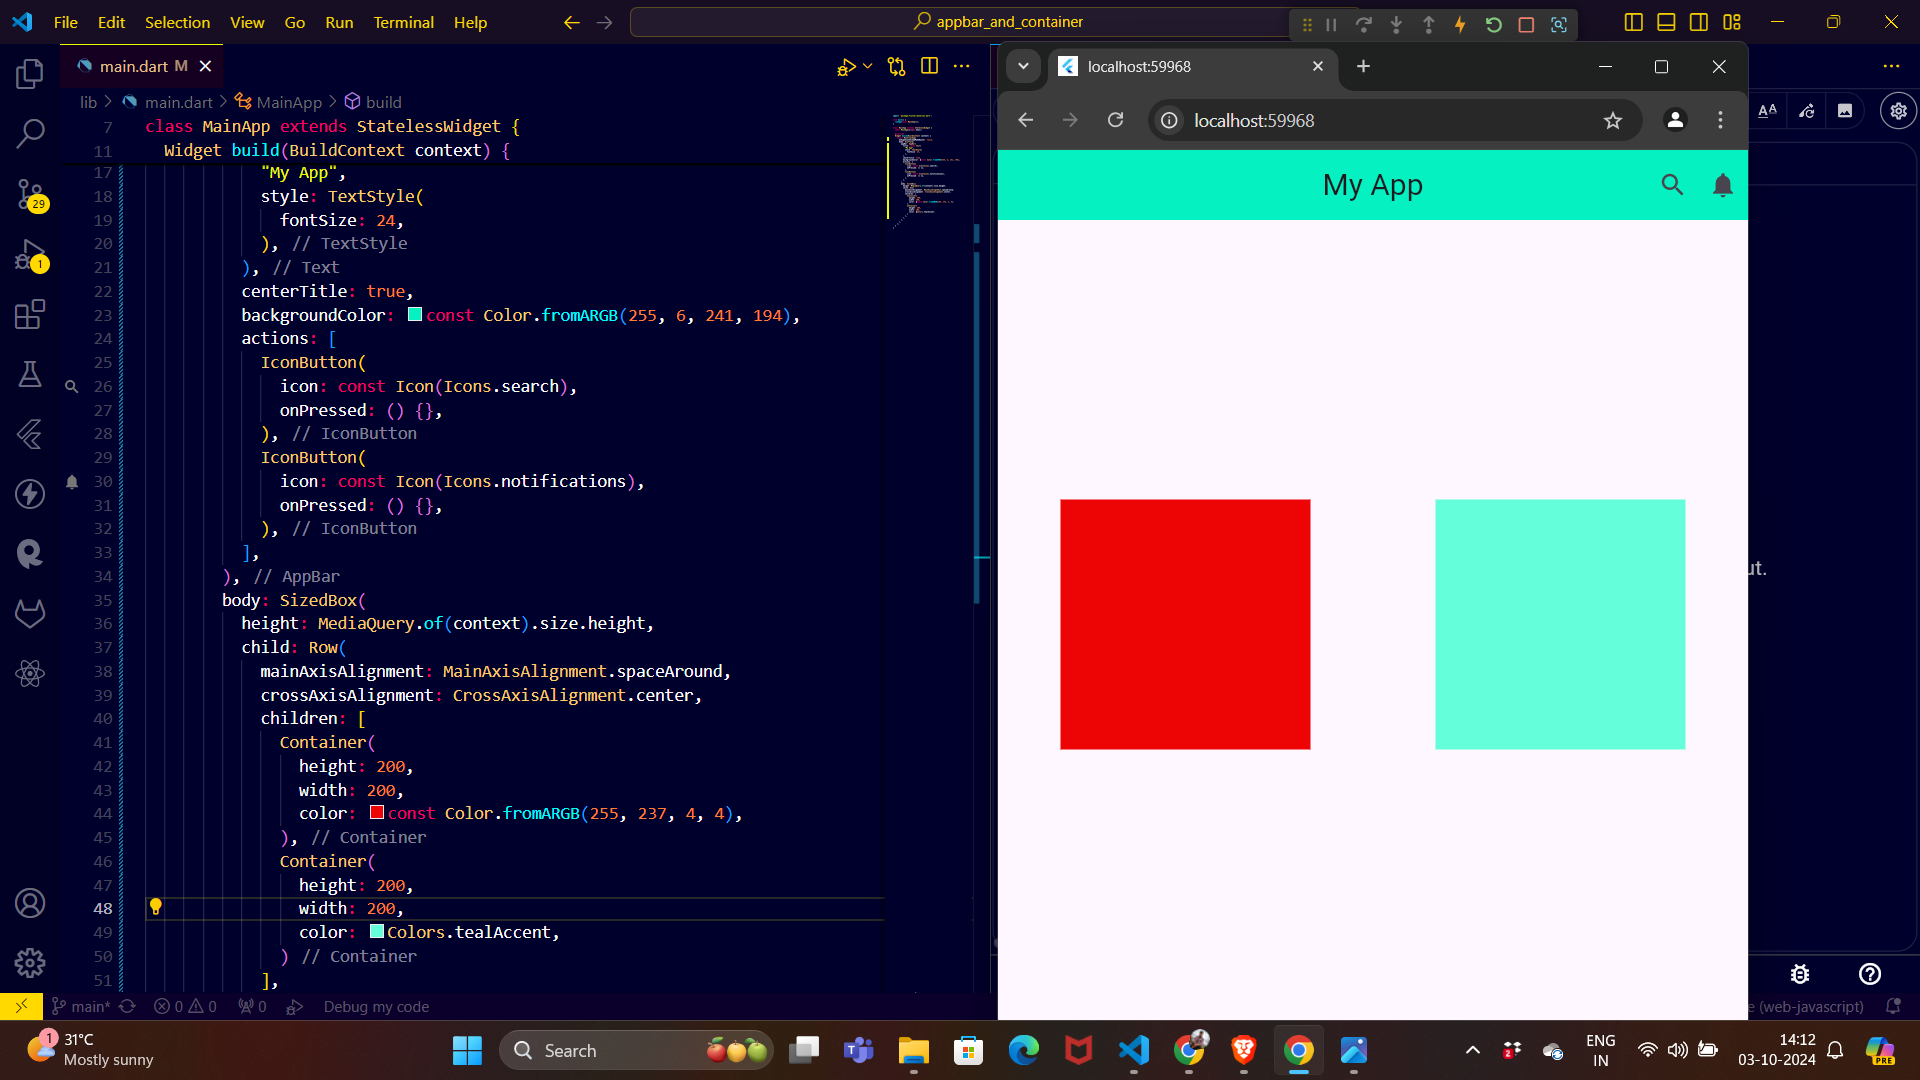 File Edit Selection View Go Run Terminal Help
appbar_and_container
main.dart M
lib > main.dart > MainApp > build
7 class MainApp extends StatelessWidget {
11 Widget build(BuildContext context) {
17 "My App",
18 style: TextStyle(
19 fontSize: 24,
20 ), // TextStyle
21 ), // Text
22 centerTitle: true,
23 backgroundColor: const Color.fromARGB(255, 6, 241, 194),
24 actions: [
25 IconButton(
26 icon: const Icon(Icons.search),
27 onPressed: () {},
28 ), // IconButton
29 IconButton(
30 icon: const Icon(Icons.notifications),
31 onPressed: () {},
32 ), // IconButton
33 ],
34 ), // AppBar
35 body: SizedBox(
36 height: MediaQuery.of(context).size.height,
37 child: Row(
38 mainAxisAlignment: MainAxisAlignment.spaceAround,
39 crossAxisAlignment: CrossAxisAlignment.center,
40 children: [
41 Container(
42 height: 200,
43 width: 200,
44 color: const Color.fromARGB(255, 237, 4, 4),
45 ), // Container
46 Container(
47 height: 200,
48 width: 200,
49 color: Colors.tealAccent,
50 ) // Container
51 ],
29
1
main* 0 0 0 Debug my code
localhost:59968
localhost:59968
My App
ut.
e (web-javascript)
1
31°C
Mostly sunny
Search
2
ENG
IN
14:12
03-10-2024
PRE